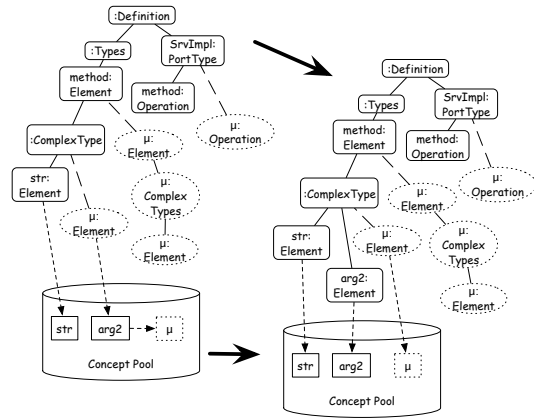 :Definition
:Types
SrvImpl:
PortType
method:
Element
method:
Operation
μ:
Operation
:ComplexType
μ:
Element
str:
Element
μ:
Complex
Types
μ:
Element
μ:
Element
str
arg2
μ
Concept Pool
:Definition
:Types
SrvImpl:
PortType
method:
Element
method:
Operation
μ:
Operation
:ComplexType
μ:
Element
str:
Element
μ:
Element
μ:
Complex
Types
arg2:
Element
μ:
Element
str
arg2
μ
Concept Pool